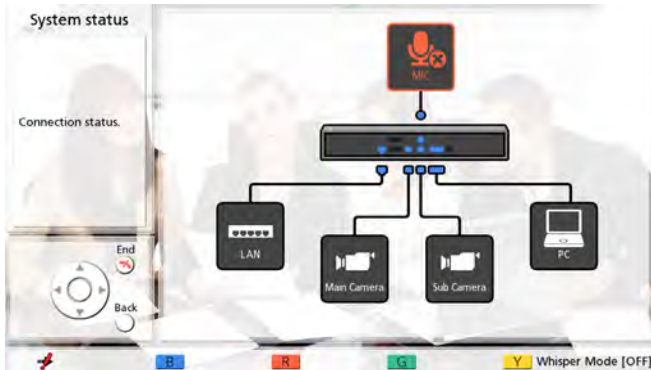 System status
Connection status.
MIC
LAN
Main Camera
Sub Camera
PC
End
Back
B
R
G
Y Whisper Mode [OFF]